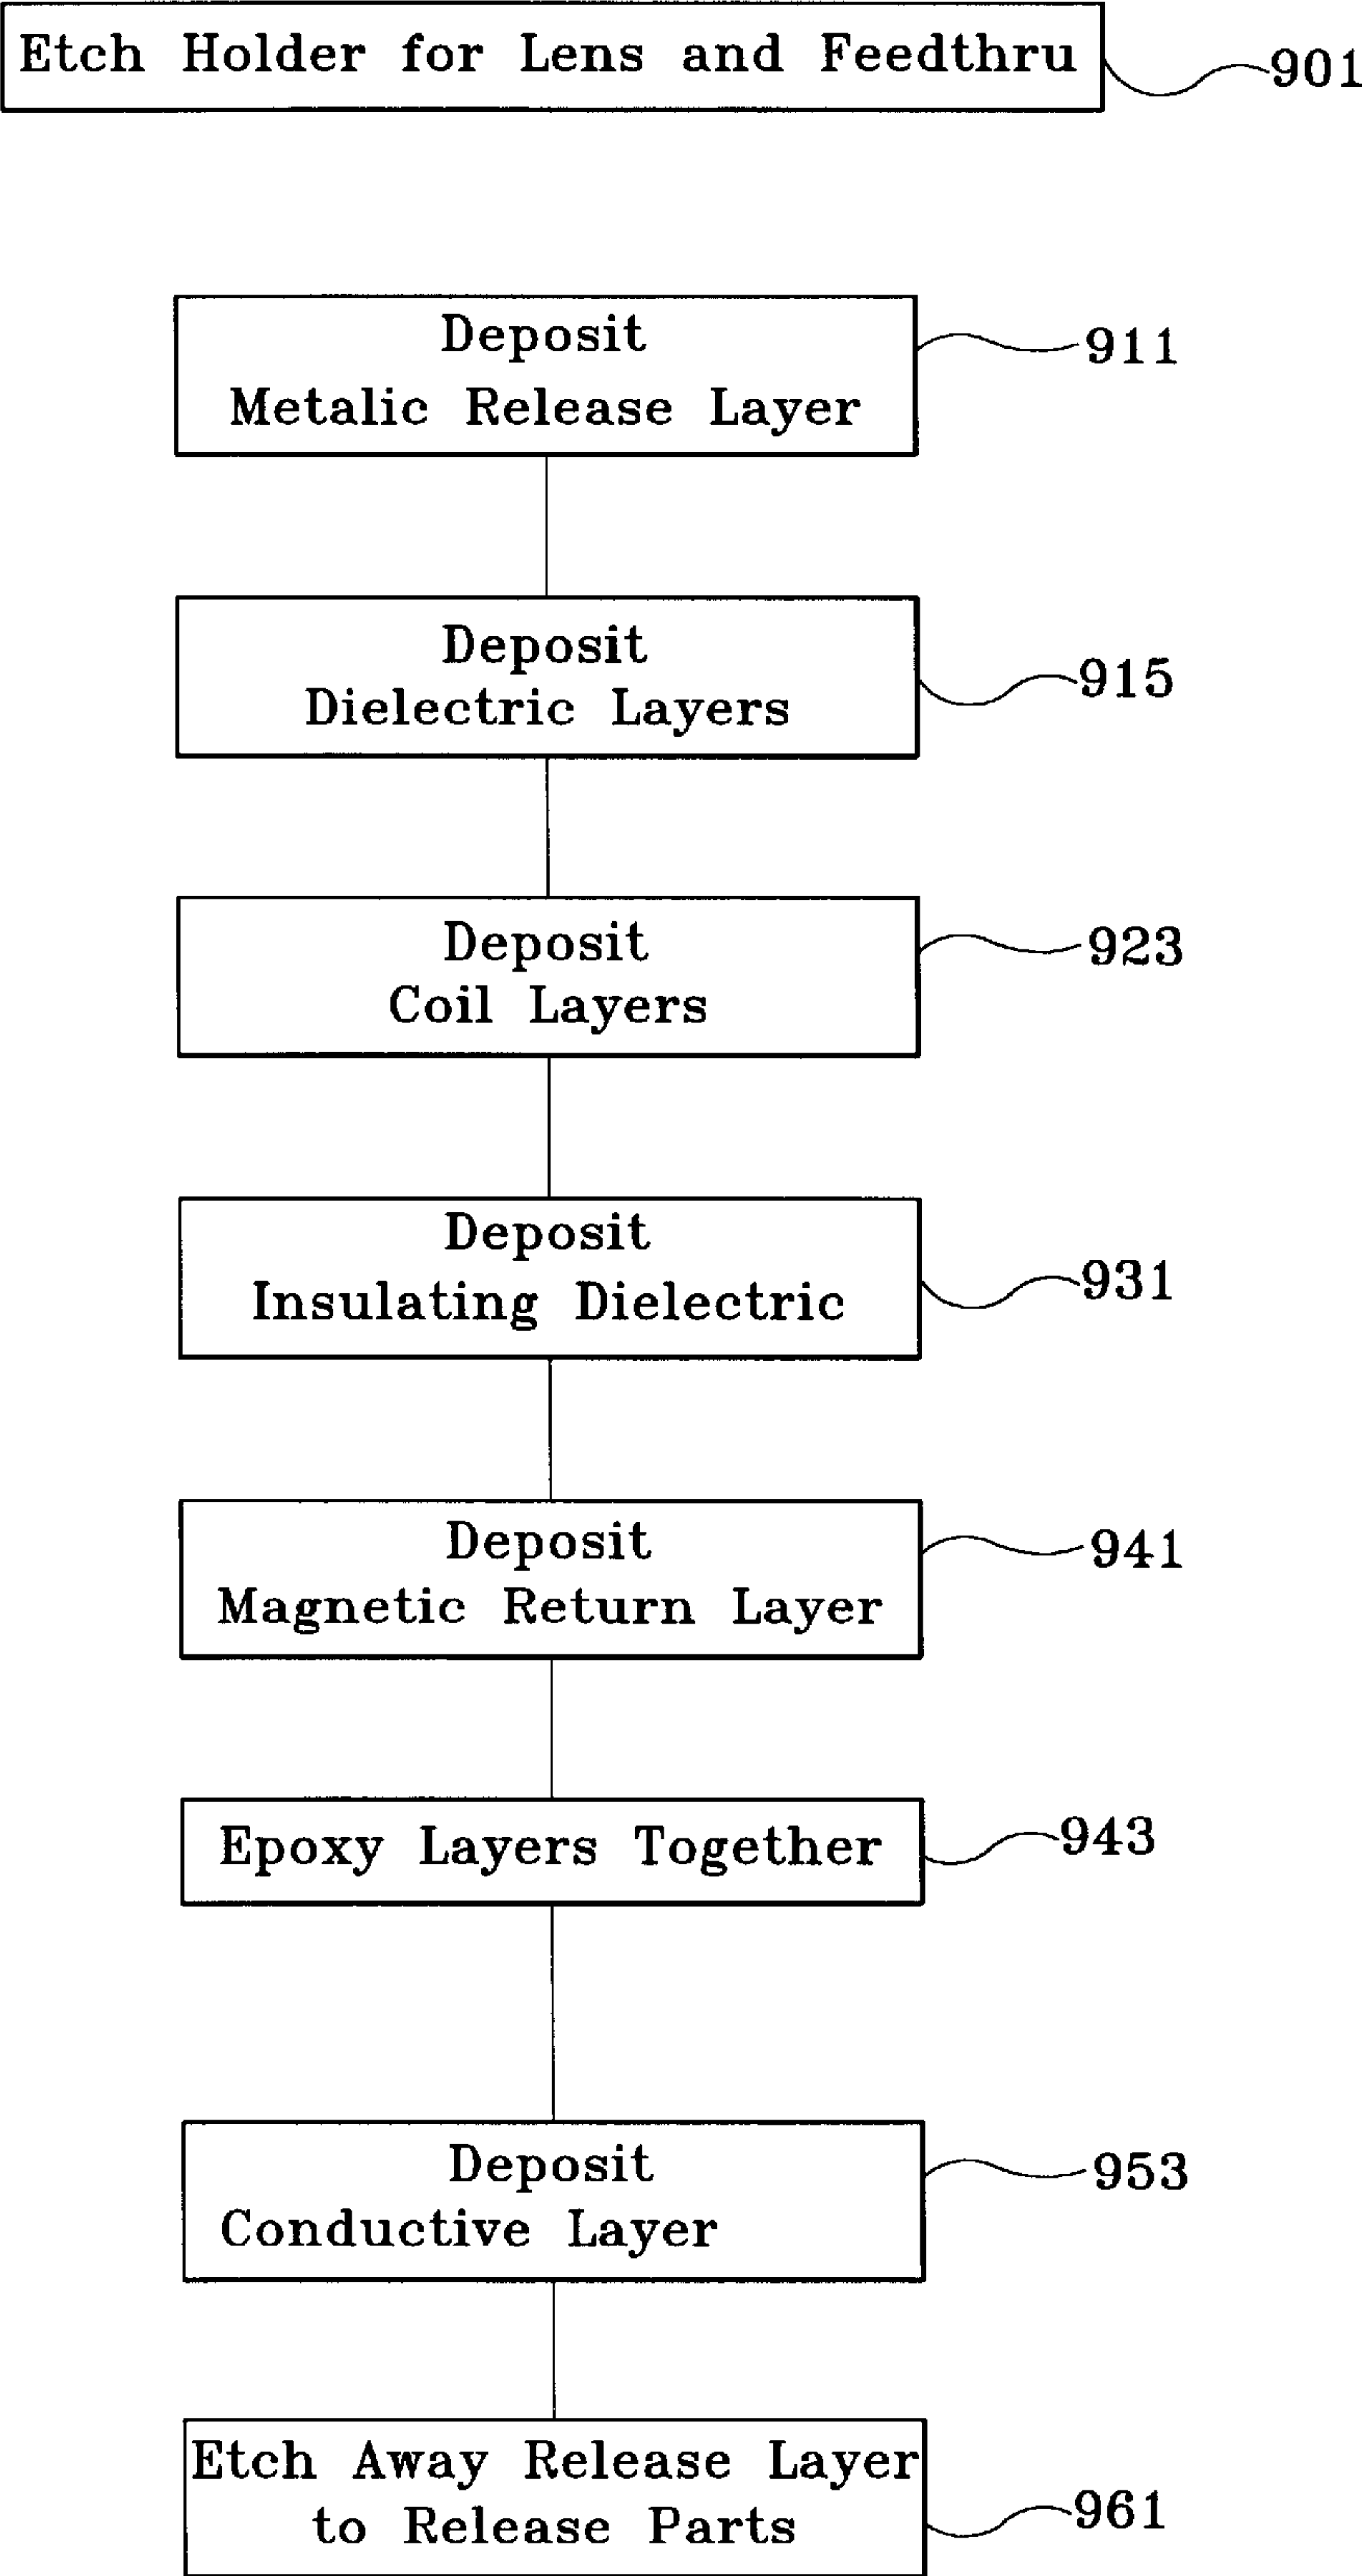 Etch Holder for Lens and Feedthru
901
Deposit
Metalic Release Layer
911
Deposit
Dielectric Layers
915
Deposit
Coil Layers
923
Deposit
Insulating Dielectric
931
Deposit
Magnetic Return Layer
941
Epoxy Layers Together
943
Deposit
Conductive Layer
953
Etch Away Release Layer
to Release Parts
961